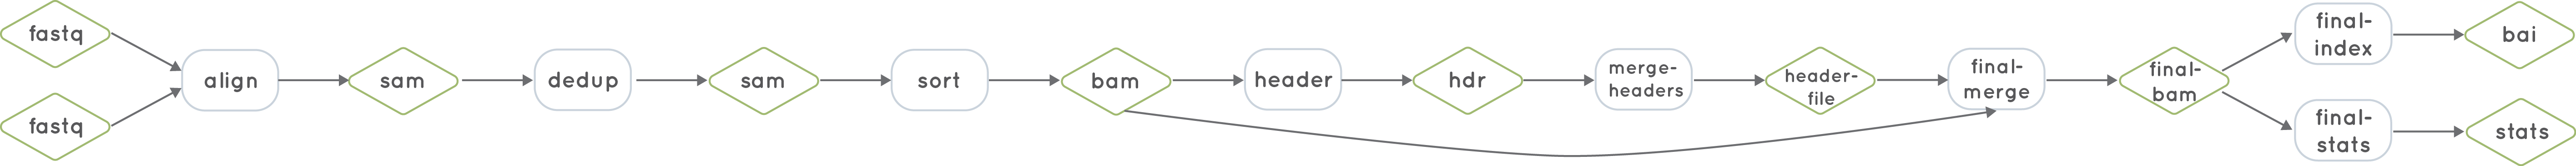 fastq
fastq
align
sam
dedup
sam
sort
bam
header
hdr
merge-
headers
header-
file
final-
merge
final-
bam
final-
index
bai
final-
stats
stats